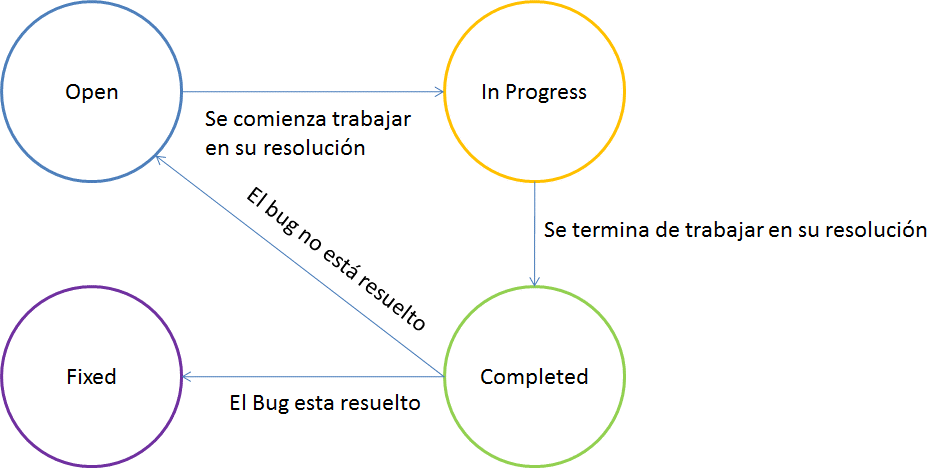 Open
In Progress
Se comienza trabajar
en su resolución
El bug no está resuelto
Se termina de trabajar en su resolución
Fixed
Completed
El Bug esta resuelto